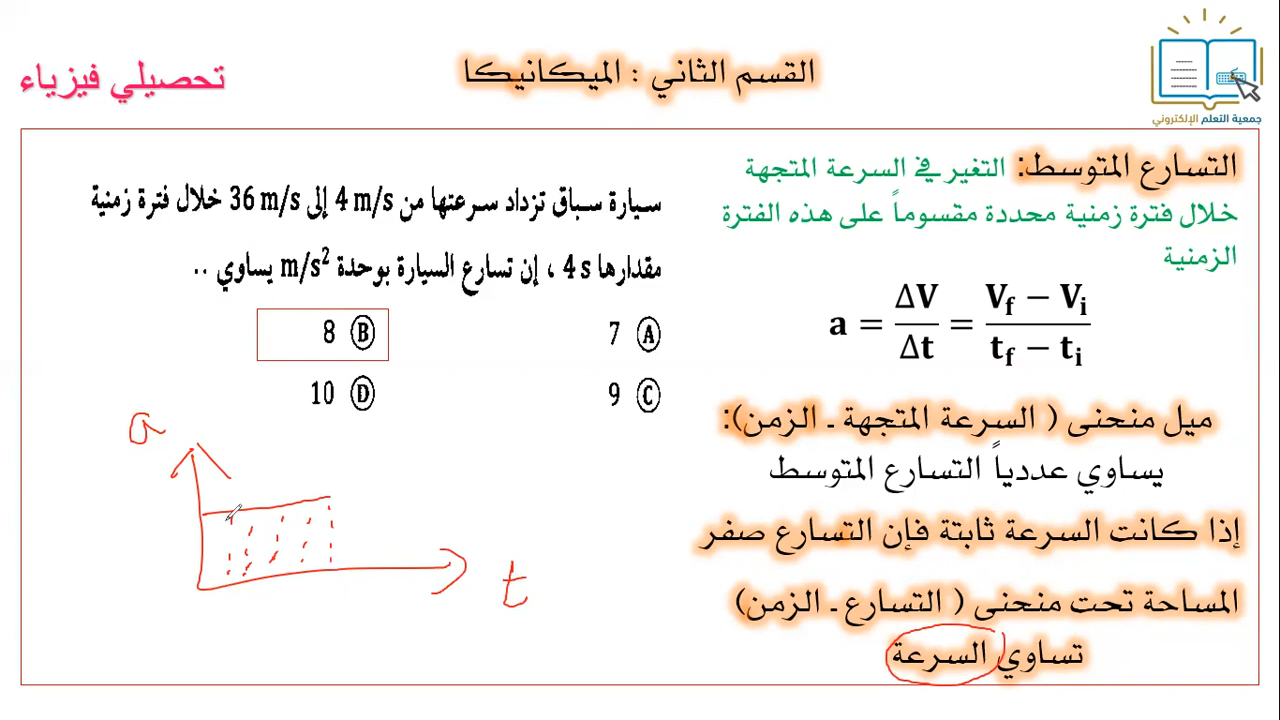 القسم الثاني : الميكانيكا
تحصيلي فيزياء
جمعية التعلم الإلكتروني
التسارع المتوسط: التغير في السرعة المتجهة
خلال فترة زمنية محددة مقسوماً على هذه الفترة
الزمنية
a = ΔV/Δt = (Vf − Vi)/(tf − ti)
ميل منحنى ( السرعة المتجهة ـ الزمن):
يساوي عددياً التسارع المتوسط
إذا كانت السرعة ثابتة فإن التسارع صفر
المساحة تحت منحنى ( التسارع ـ الزمن)
تساوي السرعة
سيارة سباق تزداد سرعتها من 4 m/s إلى 36 m/s خلال فترة زمنية
مقدارها 4 s ، إن تسارع السيارة بوحدة m/s² يساوي ..
A 7
B 8
C 9
D 10
a
t